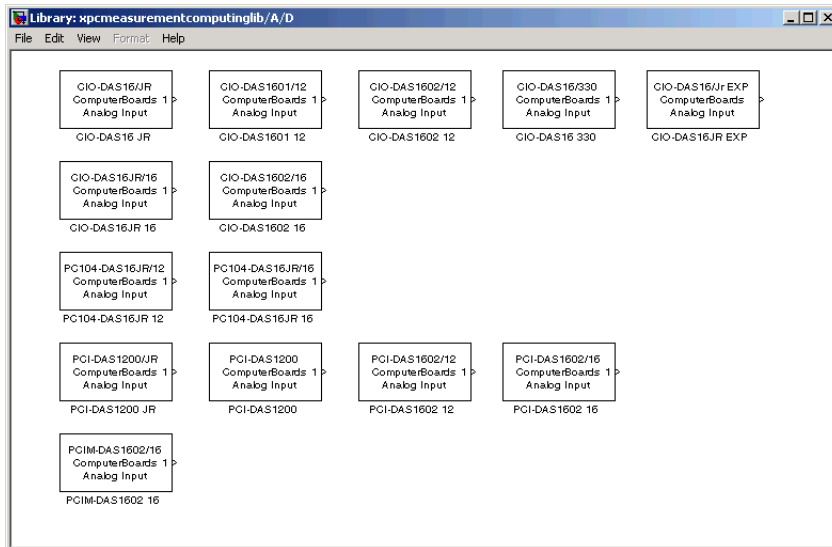 Library: xpcmeasurementcomputinglib/A/D
File Edit View Format Help
CIO-DAS16/JR
ComputerBoards 1
Analog Input
CIO-DAS16 JR
CIO-DAS1601/12
ComputerBoards 1
Analog Input
CIO-DAS1601 12
CIO-DAS1602/12
ComputerBoards 1
Analog Input
CIO-DAS1602 12
CIO-DAS16/330
ComputerBoards 1
Analog Input
CIO-DAS16 330
CIO-DAS16/Jr EXP
ComputerBoards
Analog Input
CIO-DAS16JR EXP
CIO-DAS16JR/16
ComputerBoards 1
Analog Input
CIO-DAS16JR 16
CIO-DAS1602/16
ComputerBoards 1
Analog Input
CIO-DAS1602 16
PC104-DAS16JR/12
ComputerBoards 1
Analog Input
PC104-DAS16JR 12
PC104-DAS16JR/16
ComputerBoards 1
Analog Input
PC104-DAS16JR 16
PCI-DAS1200/JR
ComputerBoards 1
Analog Input
PCI-DAS1200 JR
PCI-DAS1200
ComputerBoards 1
Analog Input
PCI-DAS1200
PCI-DAS1602/12
ComputerBoards 1
Analog Input
PCI-DAS1602 12
PCI-DAS1602/16
ComputerBoards 1
Analog Input
PCI-DAS1602 16
PCIM-DAS1602/16
ComputerBoards 1
Analog Input
PCIM-DAS1602 16